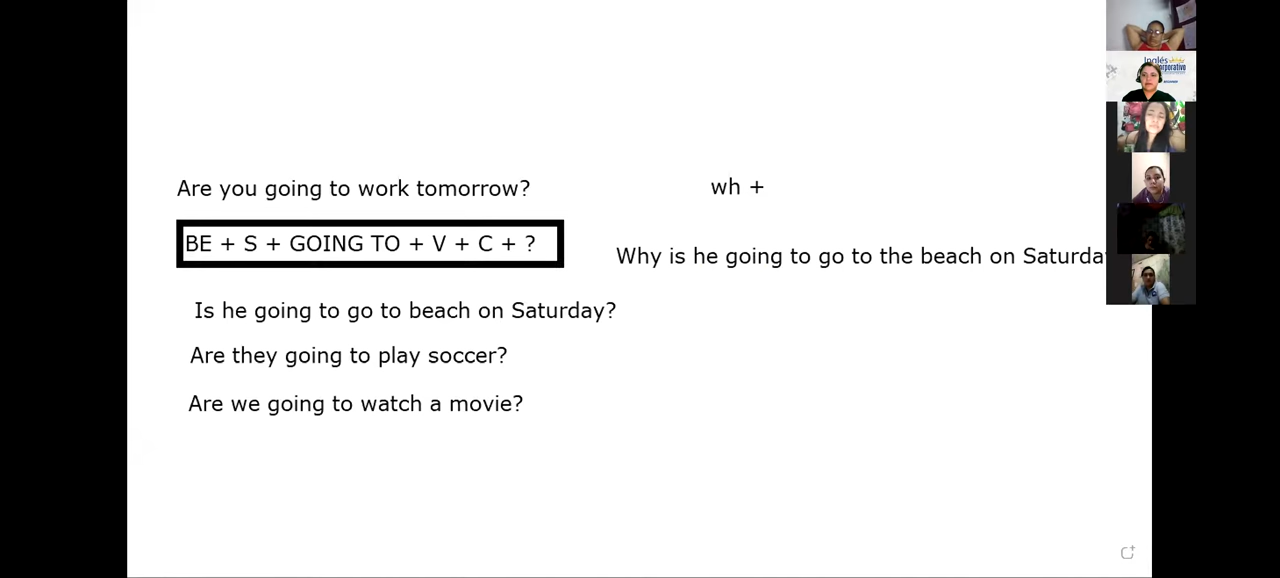 Are you going to work tomorrow?
BE + S + GOING TO + V + C + ?
Is he going to go to beach on Saturday?
Are they going to play soccer?
Are we going to watch a movie?
wh +
Why is he going to go to the beach on
Inglés